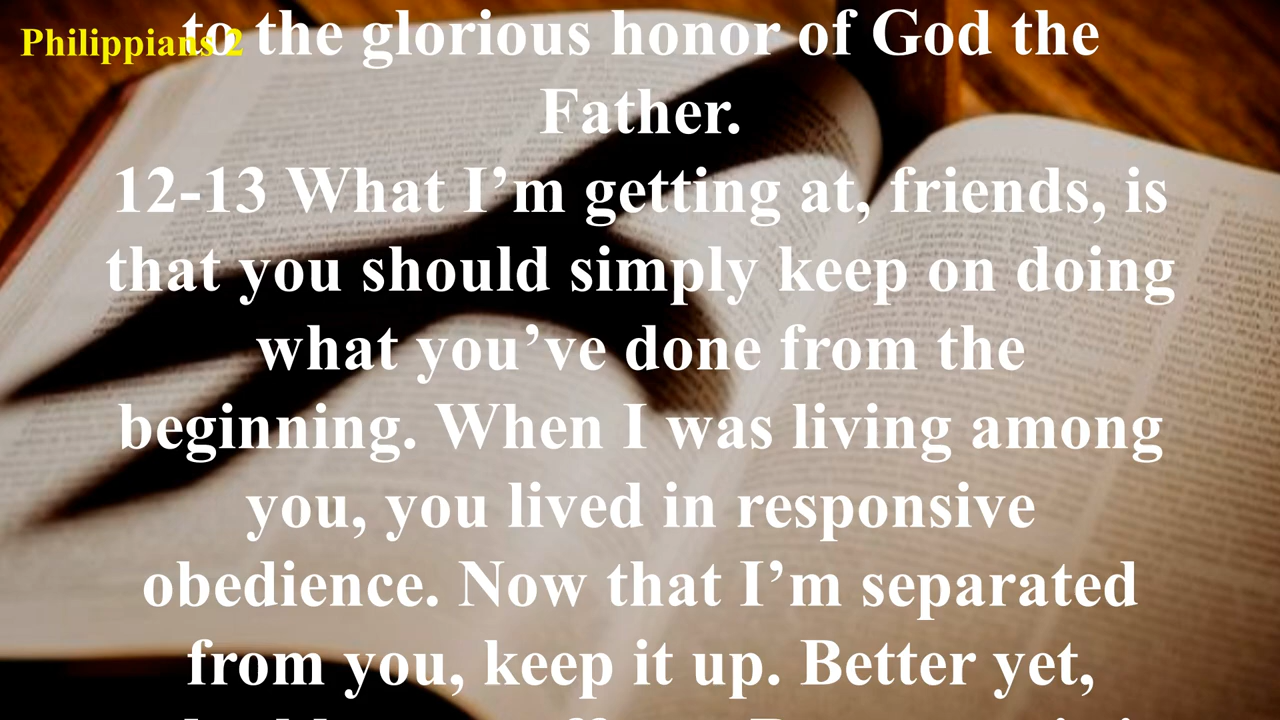 Philippians 2
to the glorious honor of God the
Father.
12-13 What I’m getting at, friends, is
that you should simply keep on doing
what you’ve done from the
beginning. When I was living among
you, you lived in responsive
obedience. Now that I’m separated
from you, keep it up. Better yet,